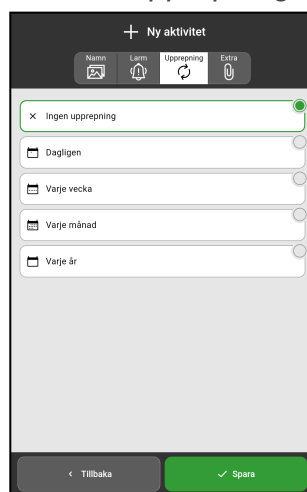 + Ny aktivitet
Namn Larm Upprepning Extra
Ingen upprepning
Dagligen
Varje vecka
Varje månad
Varje år
Tillbaka Spara